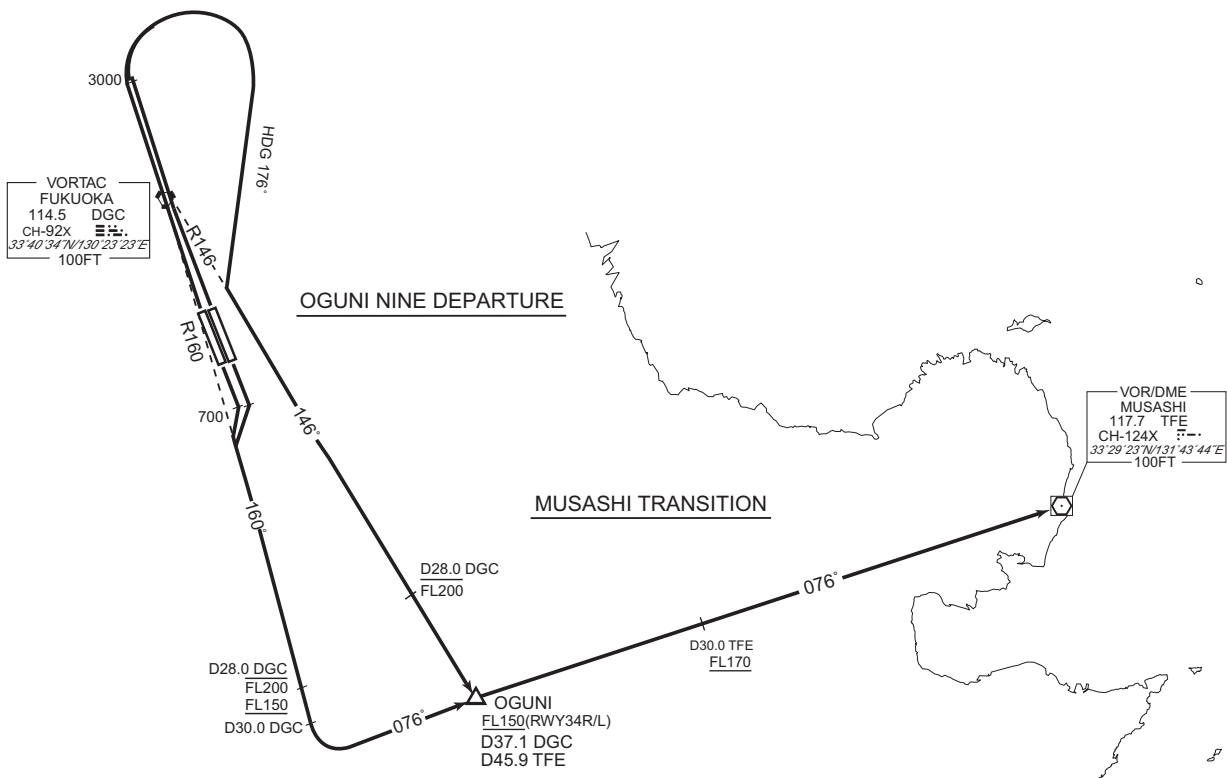 3000
HDG 176°
VORTAC
FUKUOKA
114.5 DGC
CH-92X
33°40'34"N/130°23'23"E
100FT
R146
OGUNI NINE DEPARTURE
R160
VOR/DME
MUSASHI
117.7 TFE
CH-124X
33°29'23"N/131°43'44"E
100FT
700
146°
160°
MUSASHI TRANSITION
D28.0 DGC
FL200
076°
D30.0 TFE
FL170
D28.0 DGC
FL200
FL150
D30.0 DGC
076°
OGUNI
FL150(RWY34R/L)
D37.1 DGC
D45.9 TFE